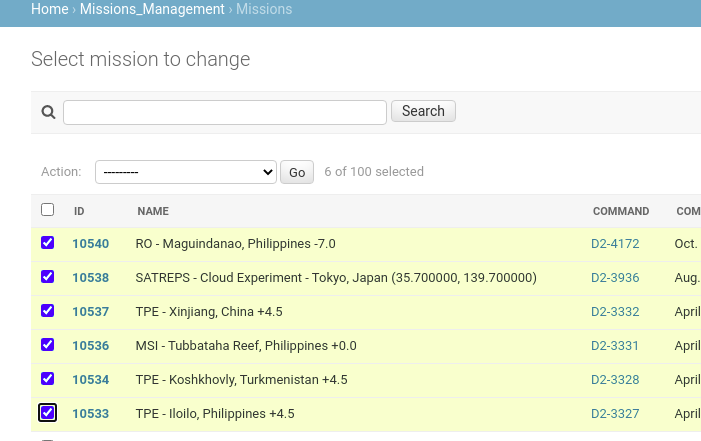 Home › Missions_Management › Missions
Select mission to change
Search
Action: --------- Go 6 of 100 selected
ID NAME COMMAND COM
10540 RO - Maguindanao, Philippines -7.0 D2-4172 Oct.
10538 SATREPS - Cloud Experiment - Tokyo, Japan (35.700000, 139.700000) D2-3936 Aug.
10537 TPE - Xinjiang, China +4.5 D2-3332 April
10536 MSI - Tubbataha Reef, Philippines +0.0 D2-3331 April
10534 TPE - Koshkhovly, Turkmenistan +4.5 D2-3328 April
10533 TPE - Iloilo, Philippines +4.5 D2-3327 April